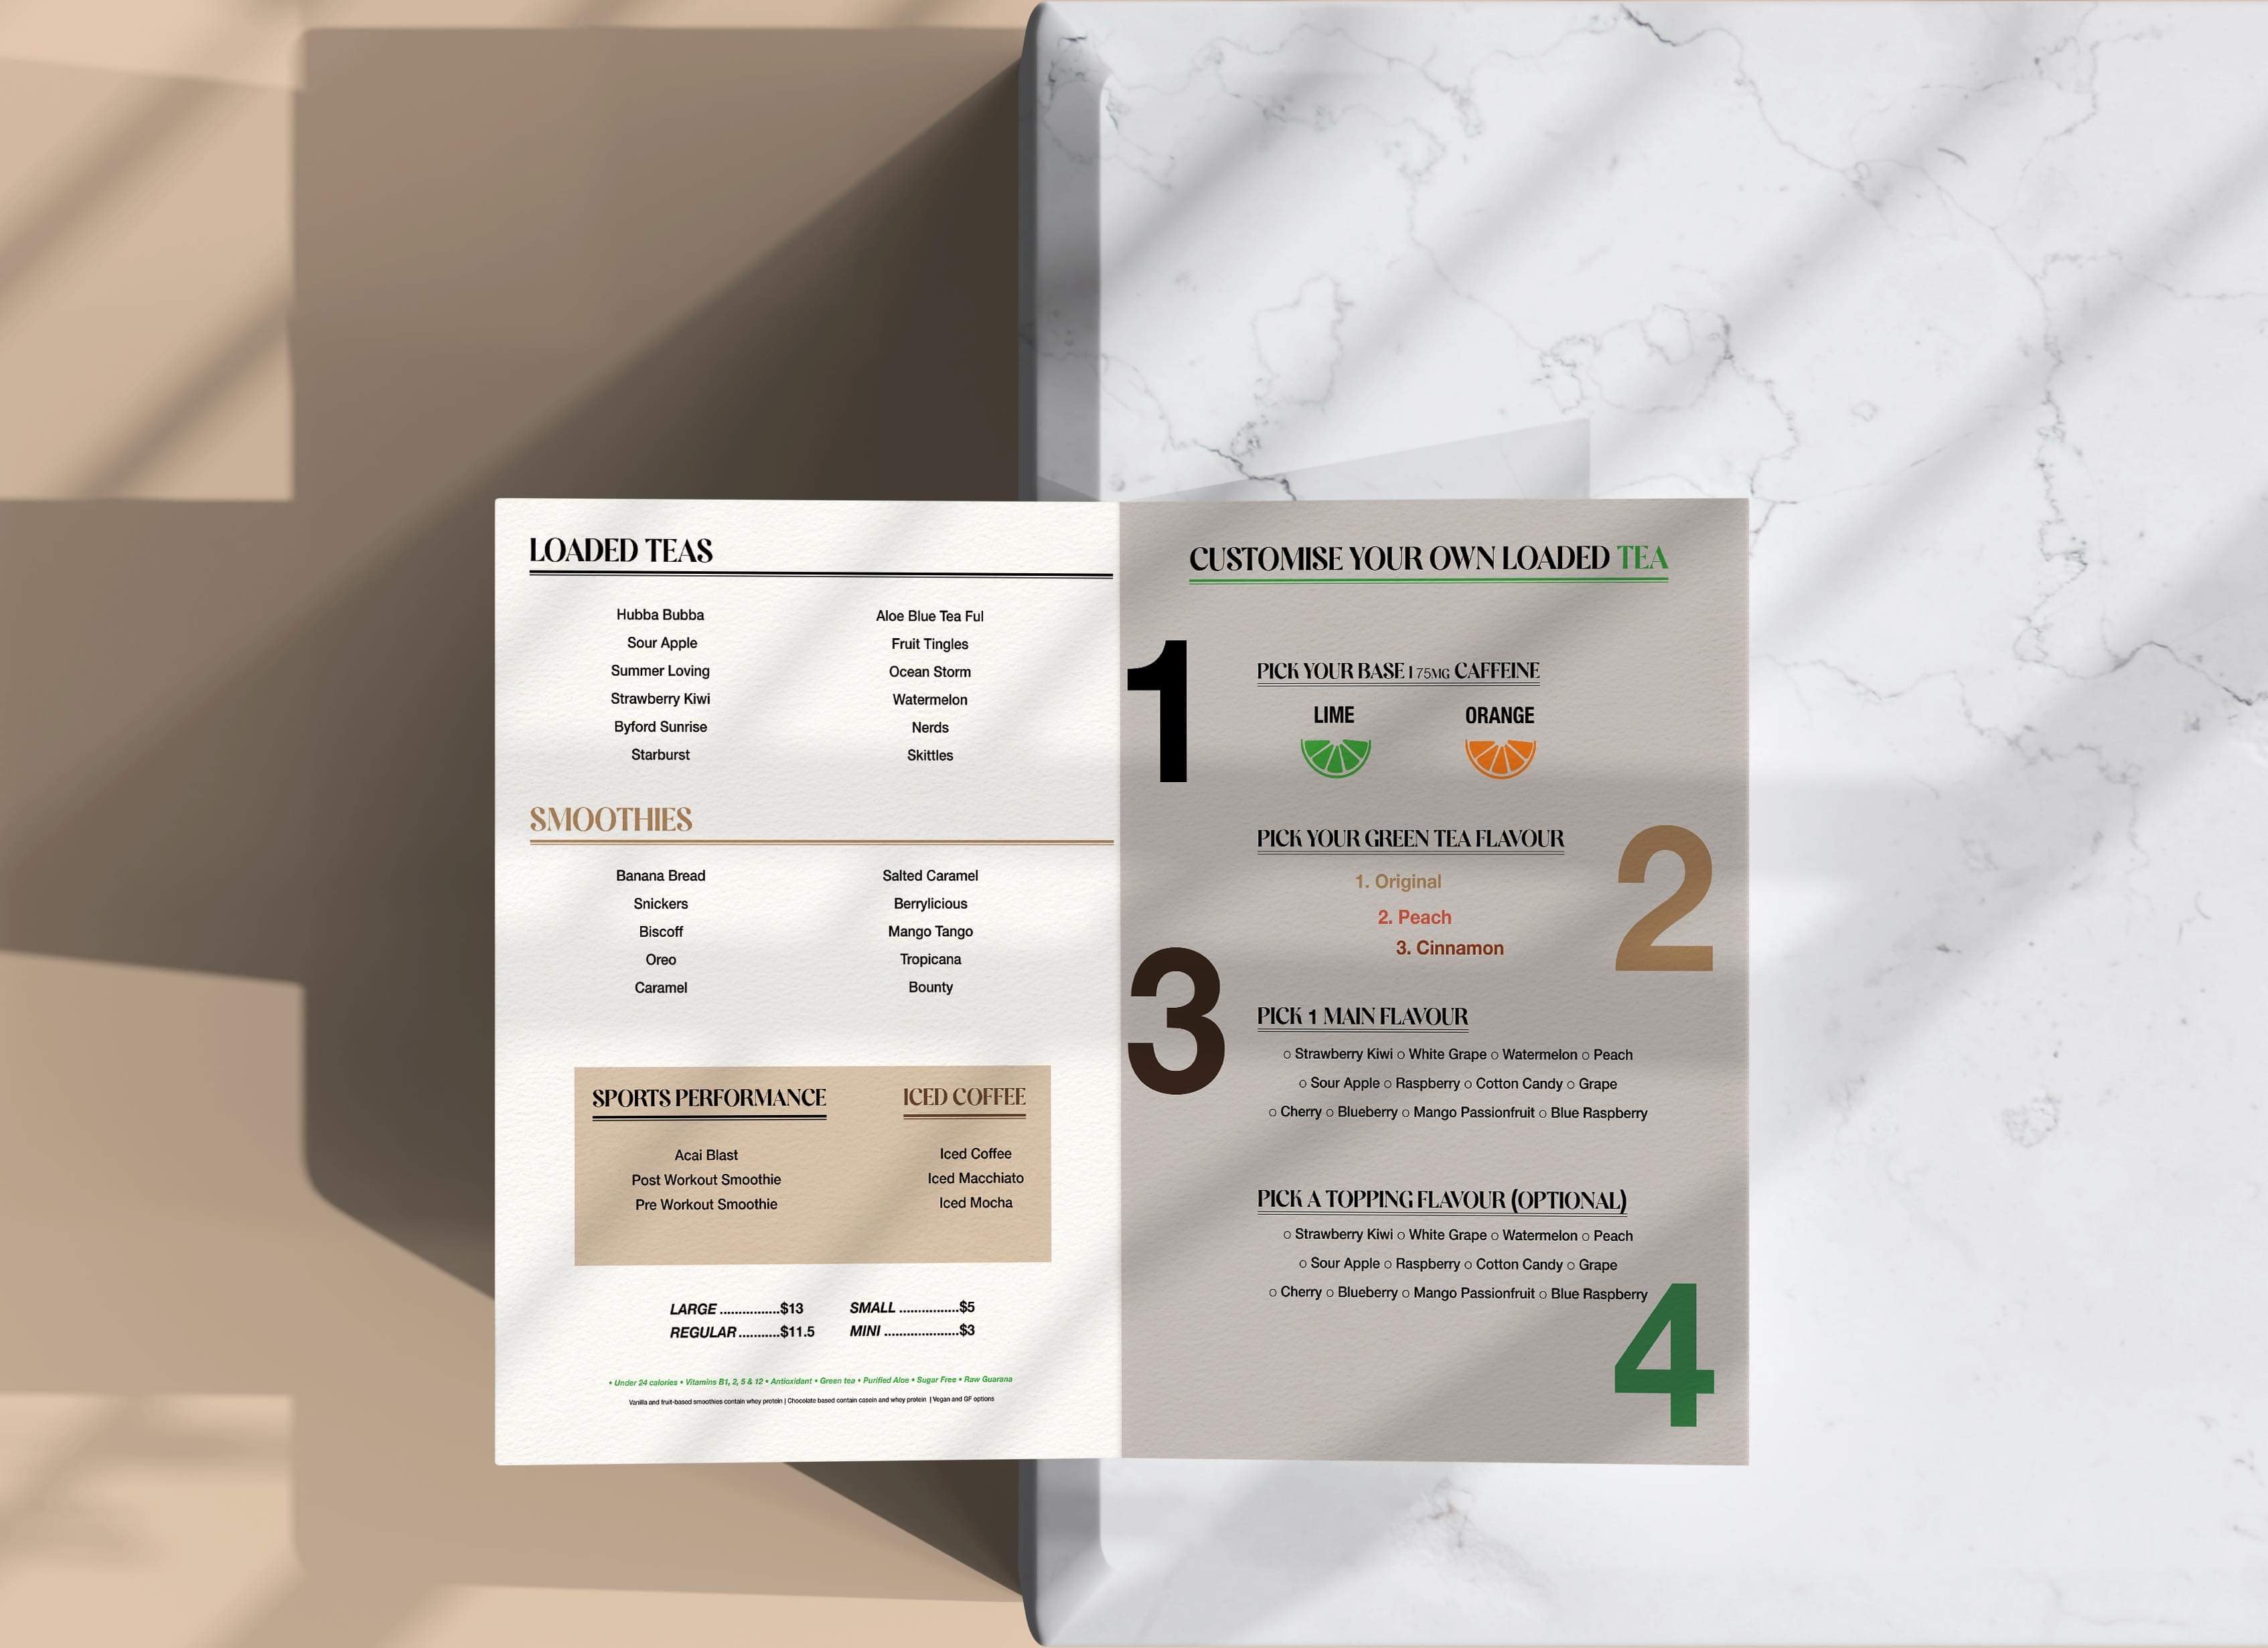 LOADED TEAS
Hubba Bubba
Sour Apple
Summer Loving
Strawberry Kiwi
Byford Sunrise
Starburst
Aloe Blue Tea Ful
Fruit Tingles
Ocean Storm
Watermelon
Nerds
Skittles
SMOOTHIES
Banana Bread
Snickers
Biscoff
Oreo
Caramel
Salted Caramel
Berrylicious
Mango Tango
Tropicana
Bounty
SPORTS PERFORMANCE
Acai Blast
Post Workout Smoothie
Pre Workout Smoothie
ICED COFFEE
Iced Coffee
Iced Macchiato
Iced Mocha
LARGE ................$13
REGULAR ...........$11.5
SMALL ................$5
MINI ....................$3
• Under 24 calories • Vitamins B1, 2, 5 & 12 • Antioxidant • Green tea • Purified Aloe • Sugar Free • Raw Guarana
Vanilla and fruit-based smoothies contain whey protein | Chocolate based contain casein and whey protein | Vegan and GF options
CUSTOMISE YOUR OWN LOADED TEA
1
PICK YOUR BASE I 75MG CAFFEINE
LIME ORANGE
2
PICK YOUR GREEN TEA FLAVOUR
1. Original
2. Peach
3. Cinnamon
3
PICK 1 MAIN FLAVOUR
○ Strawberry Kiwi ○ White Grape ○ Watermelon ○ Peach
○ Sour Apple ○ Raspberry ○ Cotton Candy ○ Grape
○ Cherry ○ Blueberry ○ Mango Passionfruit ○ Blue Raspberry
PICK A TOPPING FLAVOUR (OPTIONAL)
○ Strawberry Kiwi ○ White Grape ○ Watermelon ○ Peach
○ Sour Apple ○ Raspberry ○ Cotton Candy ○ Grape
○ Cherry ○ Blueberry ○ Mango Passionfruit ○ Blue Raspberry
4